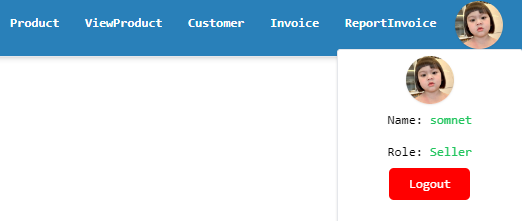 Product ViewProduct Customer Invoice ReportInvoice
Name: somnet
Role: Seller
Logout